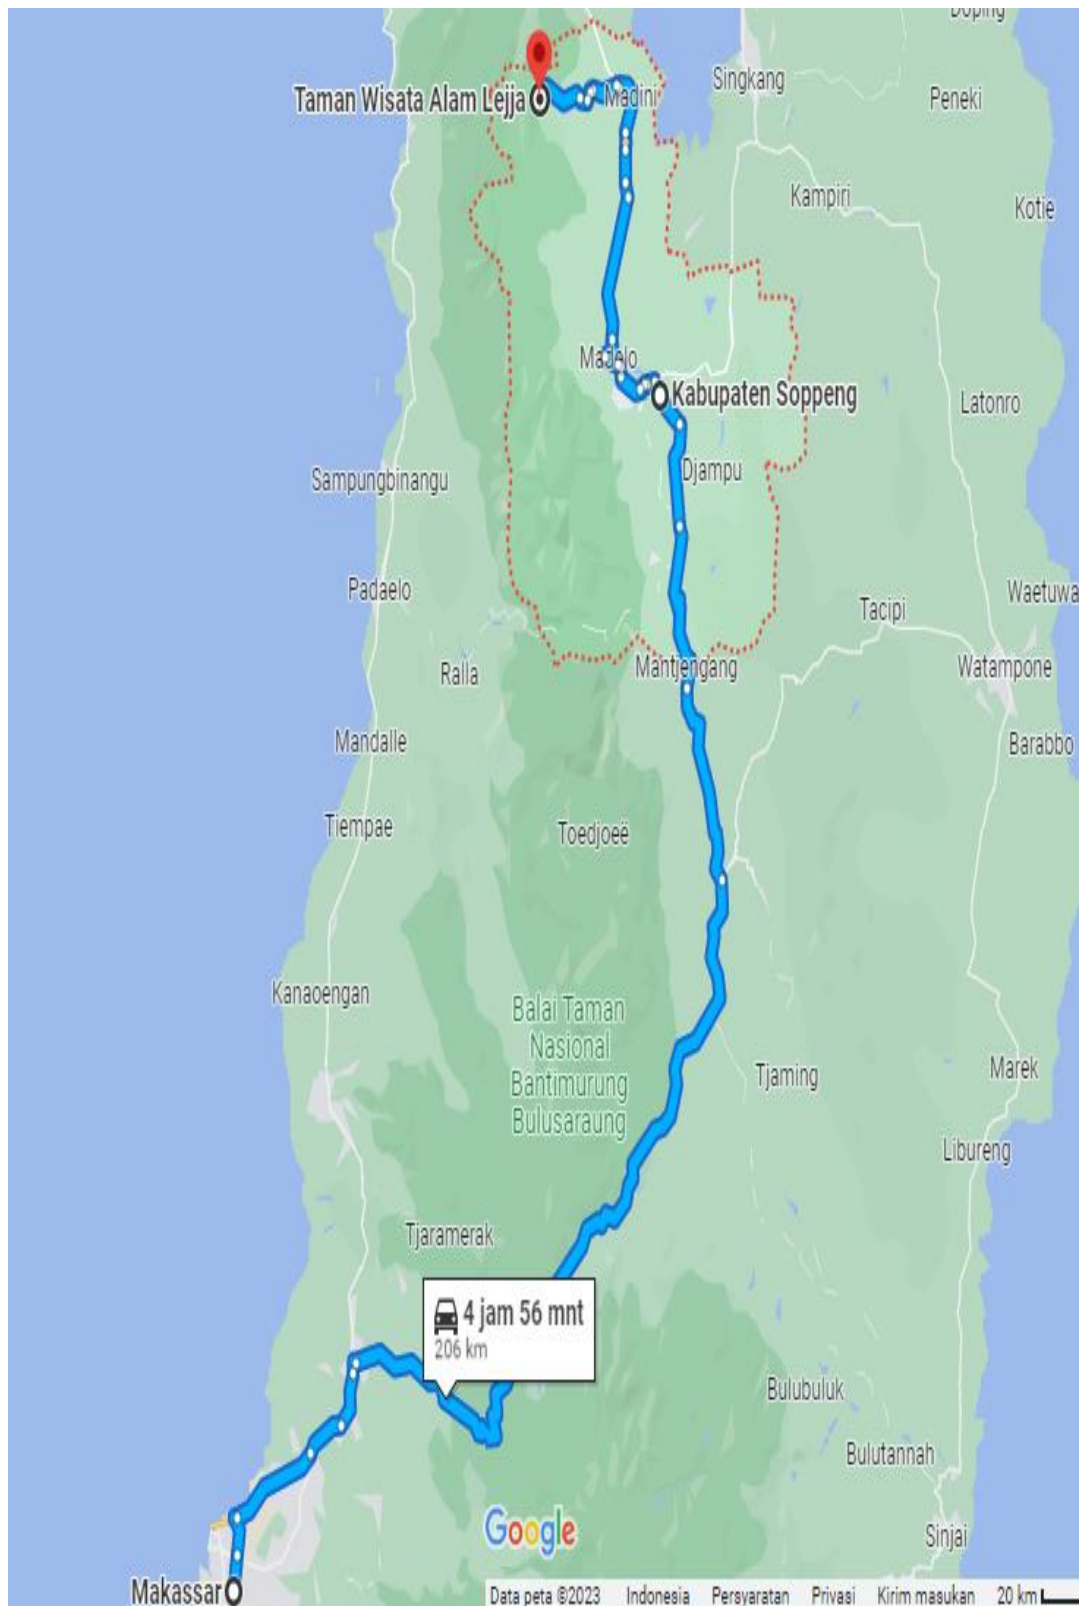 Doping
Singkang
Taman Wisata Alam Lejja
Madini
Peneki
Kampiri
Kotie
Kabupaten Soppeng
Latonro
Djampu
Sampungbinangu
Padaelo
Waetuwa
Tacipi
Ralla
Mantjengang
Watampone
Mandalle
Barabbo
Tiempae
Toedjoeë
Kanaoengan
Balai Taman
Nasional
Bantimurung
Bulusaraung
Tjaming
Marek
Libureng
Tjaramerak
4 jam 56 mnt
206 km
Bulubuluk
Bulutannah
Google
Sinjai
Makassar
Data peta ©2023 Indonesia Persyaratan Privasi Kirim masukan 20 km